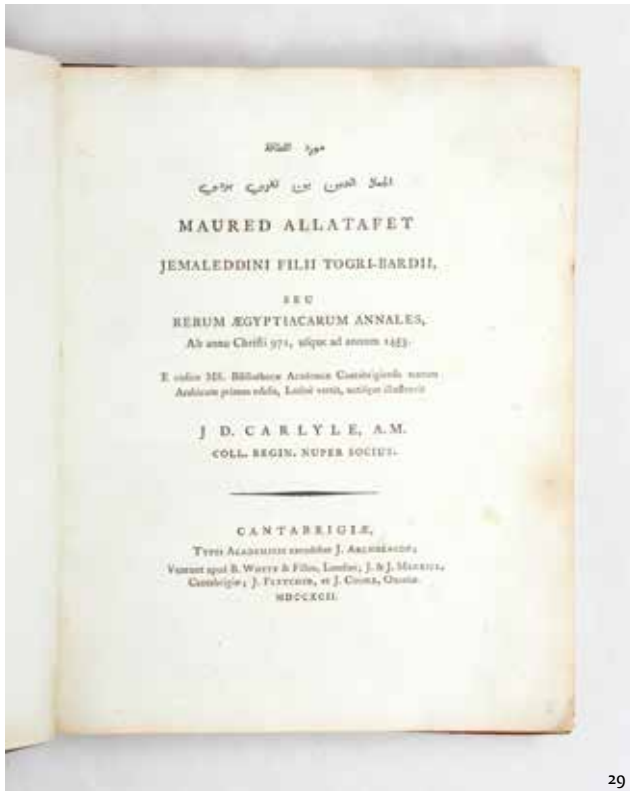 مورد اللطافة
لجمال الدين بن تغري بردي
MAURED ALLATAFET
JEMALEDDINI FILII TOGRI-BARDII,
SEU
RERUM ÆGYPTIACARUM ANNALES,
Ab anno Christi 971, usque ad annum 1453.
E codice MS. Bibliothecæ Academiæ Cantabrigiensis textum
Arabicum primus edidit, Latinè vertit, notisque illustravit
J D. CARLYLE, A.M.
COLL. REGIN. NUPER SOCIUS.
CANTABRIGIÆ,
TYPIS ACADEMICIS excudebat J. ARCHDEACON;
Veneunt apud B. WHITE & Filios, Londini; J. & J. MERRILL,
Cantabrigiæ; J. FLETCHER, et J. COOKE, Oxoniæ.
MDCCXCII.
29